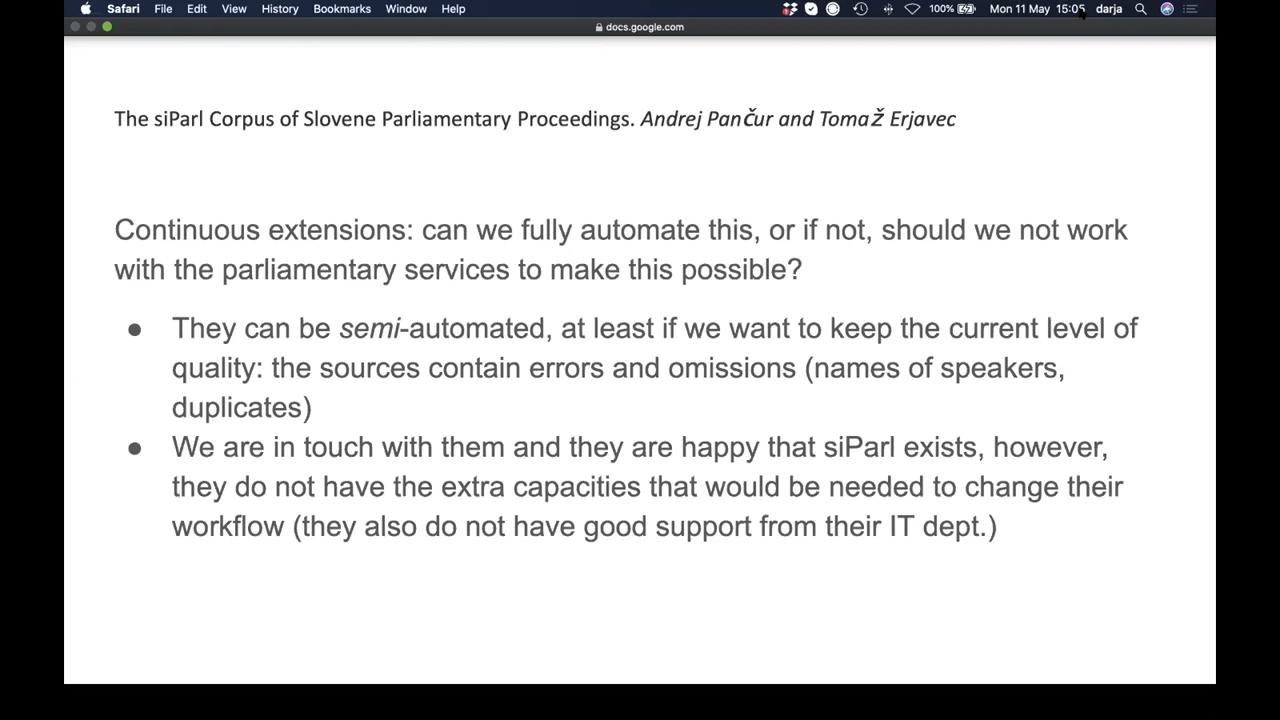 Safari File Edit View History Bookmarks Window Help 100% Mon 11 May 15:05 darja
docs.google.com
The siParl Corpus of Slovene Parliamentary Proceedings. Andrej Pančur and Tomaž Erjavec
Continuous extensions: can we fully automate this, or if not, should we not work
with the parliamentary services to make this possible?
● They can be semi-automated, at least if we want to keep the current level of
quality: the sources contain errors and omissions (names of speakers,
duplicates)
● We are in touch with them and they are happy that siParl exists, however,
they do not have the extra capacities that would be needed to change their
workflow (they also do not have good support from their IT dept.)